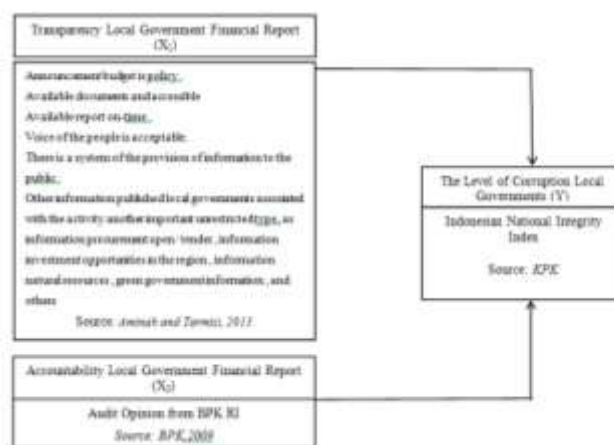 Transparency Local Government Financial Report
(X₁)
Announcement budget is policy.
Available documents and accessible
Available report on-time.
Voice of the people is acceptable.
There is a system of the provision of information to the
public.
Other information published local governments associated
with the activity another important unrestricted type, as
information procurement open / tender, information
investment opportunities in the region, information
natural resources, green government information, and
others
Source: Aminah and Tarmizi, 2013
The Level of Corruption Local
Governments (Y)
Indonesian National Integrity
Index
Source: KPK
Accountability Local Government Financial Report
(X₂)
Audit Opinion from BPK RI
Source: BPK, 2009